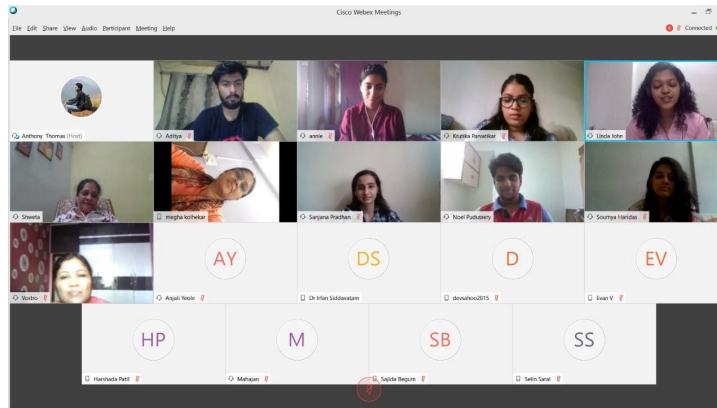 Cisco Webex Meetings
File Edit Share View Audio Participant Meeting Help
Connected
Anthony Thomas (Host)
Aditya
annie
Krutika Parvatikar
Linda John
Shweta
megha kolhekar
Sanjana Pradhan
Noel Pudussery
Soumya Haridas
Vostro
AY
Anjali Yeole
DS
Dr Irfan Siddavatam
D
devsahoo2015
EV
Evan V
HP
Harshada Patil
M
Mahajan
SB
Sajida Begum
SS
Selin Saral